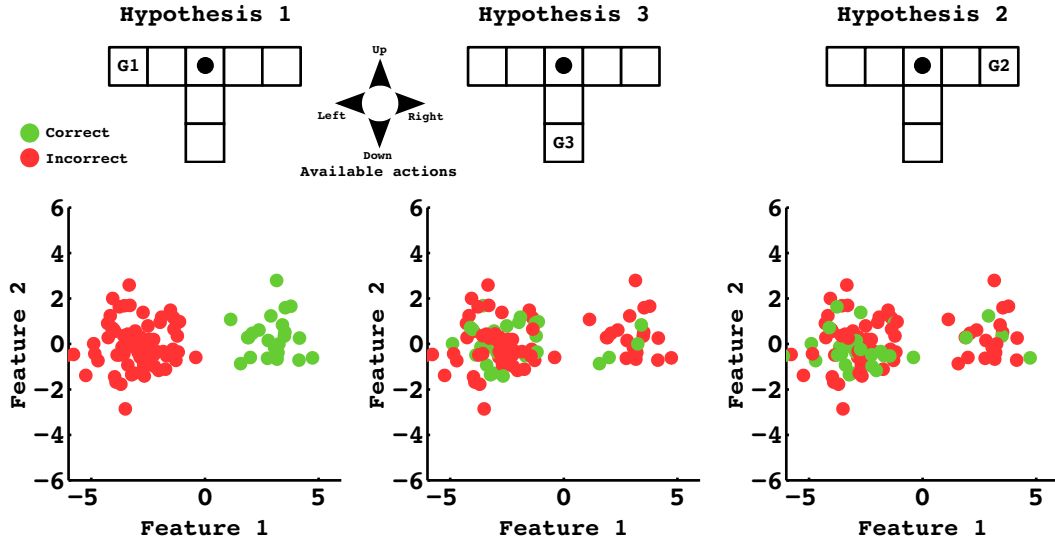 Hypothesis 1
Hypothesis 3
Hypothesis 2
G1
Up
Left
Right
Down
Available actions
G3
G2
Correct
Incorrect
6
4
2
0
−2
−4
−6
−5
0
5
Feature 2
Feature 1
6
4
2
0
−2
−4
−6
−5
0
5
Feature 2
Feature 1
6
4
2
0
−2
−4
−6
−5
0
5
Feature 2
Feature 1